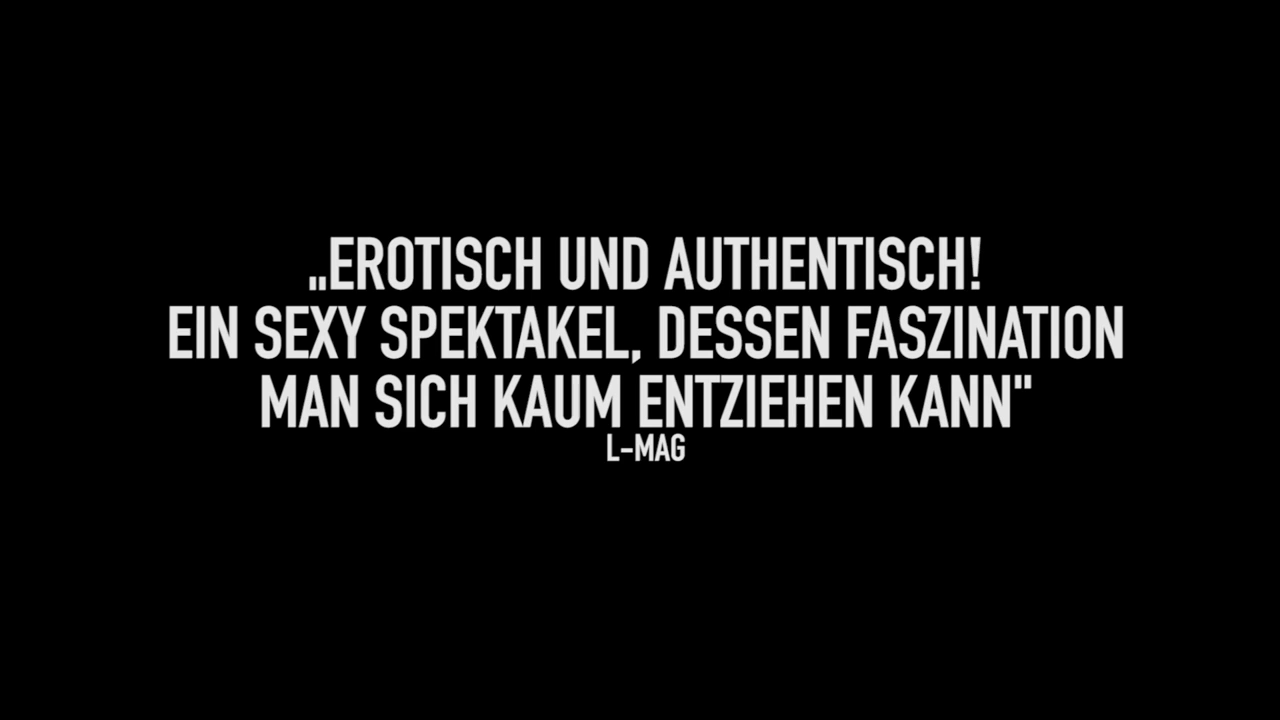 „EROTISCH UND AUTHENTISCH!
EIN SEXY SPEKTAKEL, DESSEN FASZINATION
MAN SICH KAUM ENTZIEHEN KANN"
L-MAG